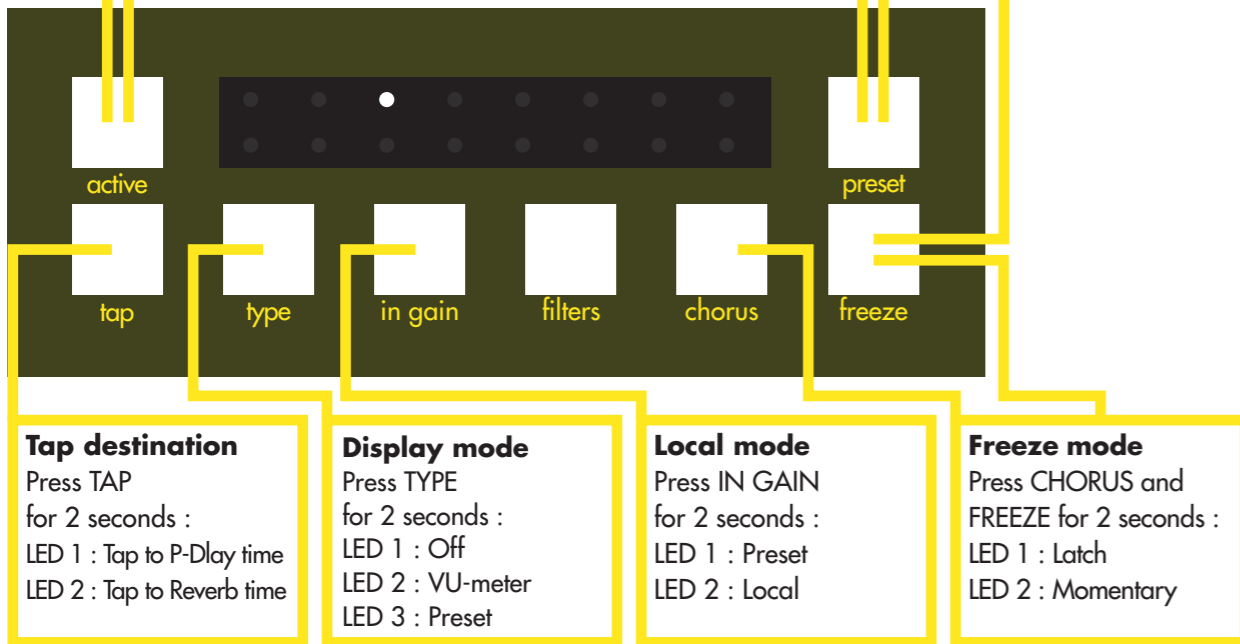 active
preset
tap
type
in gain
filters
chorus
freeze
Tap destination
Press TAP
for 2 seconds :
LED 1 : Tap to P-Dlay time
LED 2 : Tap to Reverb time
Display mode
Press TYPE
for 2 seconds :
LED 1 : Off
LED 2 : VU-meter
LED 3 : Preset
Local mode
Press IN GAIN
for 2 seconds :
LED 1 : Preset
LED 2 : Local
Freeze mode
Press CHORUS and
FREEZE for 2 seconds :
LED 1 : Latch
LED 2 : Momentary